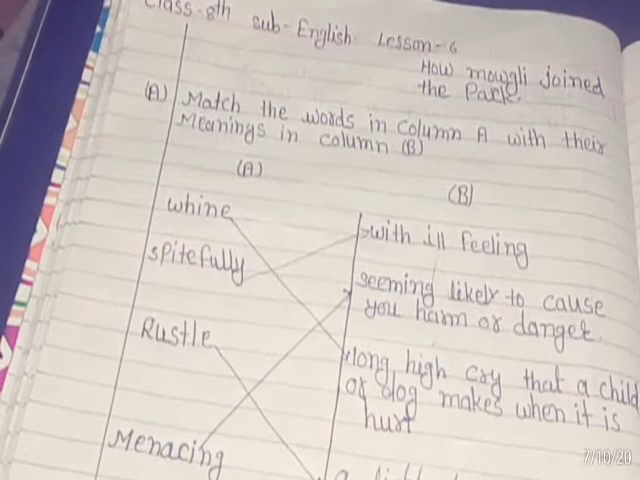 Class-8th Sub-English Lesson-6
How mowgli joined
the Pack.
(A) Match the words in column A with their
Meanings in column (B)
(A)
(B)
whine
with ill feeling
spitefully
seeming likely to cause
you harm or danger.
Rustle
long, high cry that a child
or dog makes when it is
hurt
Menacing
7/10/20